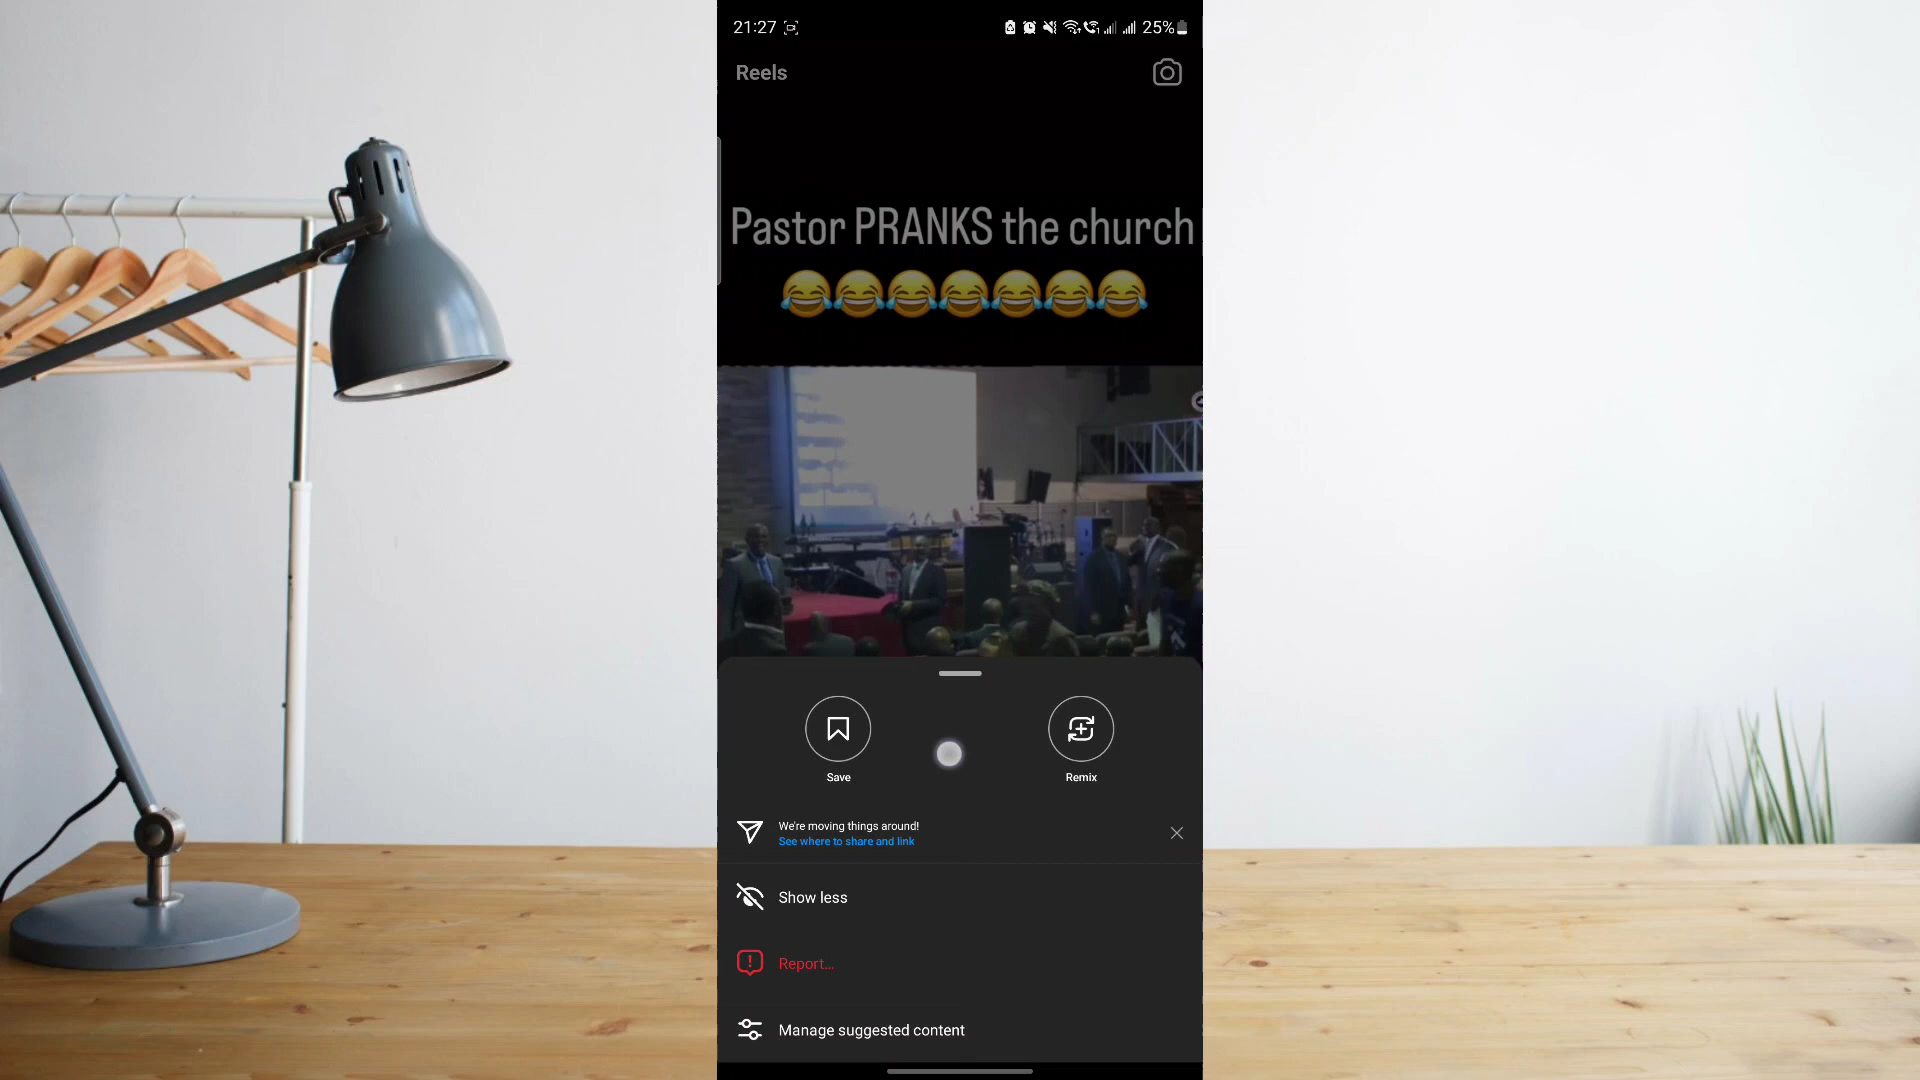 21:27
25%
Reels
Pastor PRANKS the church
😂😂😂😂😂😂😂
Save
Remix
We're moving things around!
See where to share and link
Show less
Report...
Manage suggested content